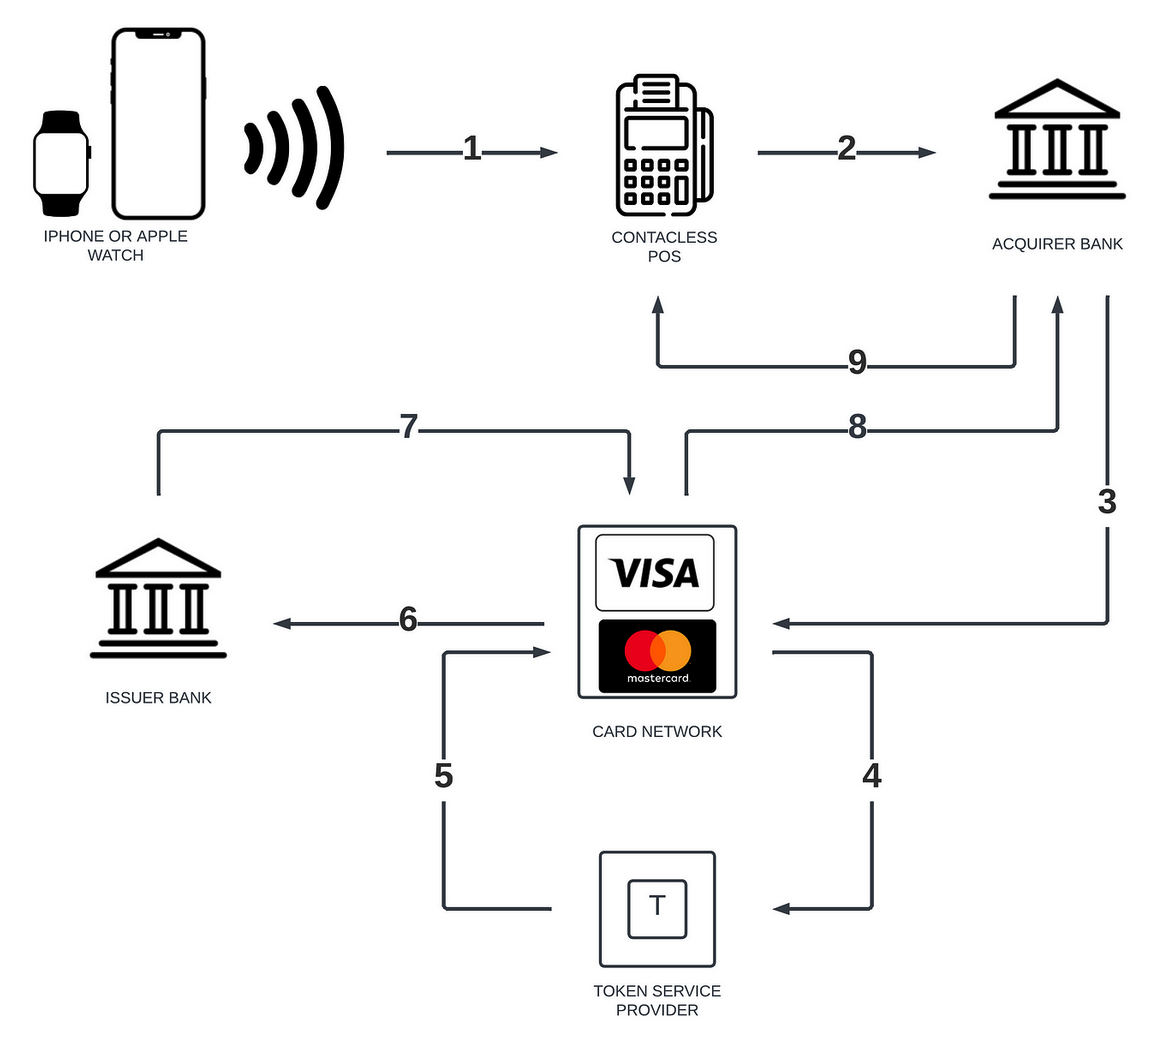 1
2
IPHONE OR APPLE
WATCH
CONTACLESS
POS
ACQUIRER BANK
9
7
8
3
VISA
6
mastercard.
ISSUER BANK
CARD NETWORK
5
4
T
TOKEN SERVICE
PROVIDER